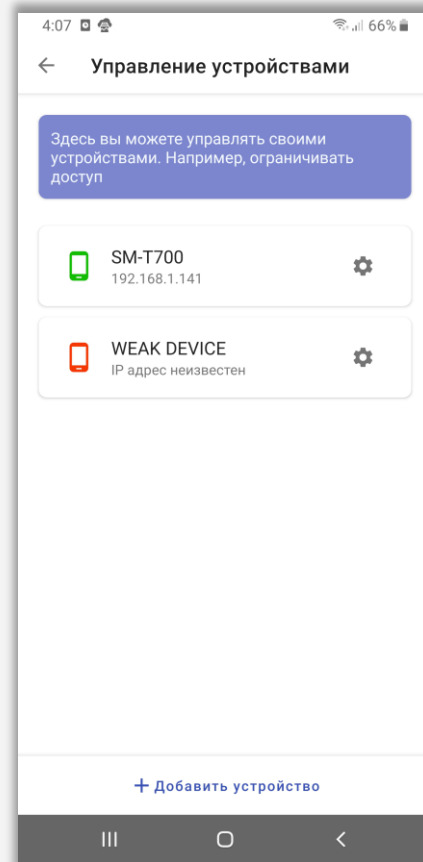 4:07 66%
Управление устройствами
Здесь вы можете управлять своими
устройствами. Например, ограничивать
доступ
SM-T700
192.168.1.141
WEAK DEVICE
IP адрес неизвестен
+ Добавить устройство